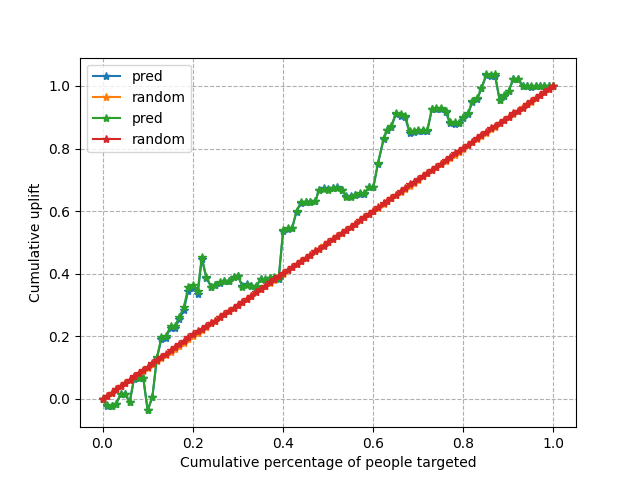 pred
random
pred
random
1.0
0.8
0.6
0.4
0.2
0.0
Cumulative uplift
0.0 0.2 0.4 0.6 0.8 1.0
Cumulative percentage of people targeted